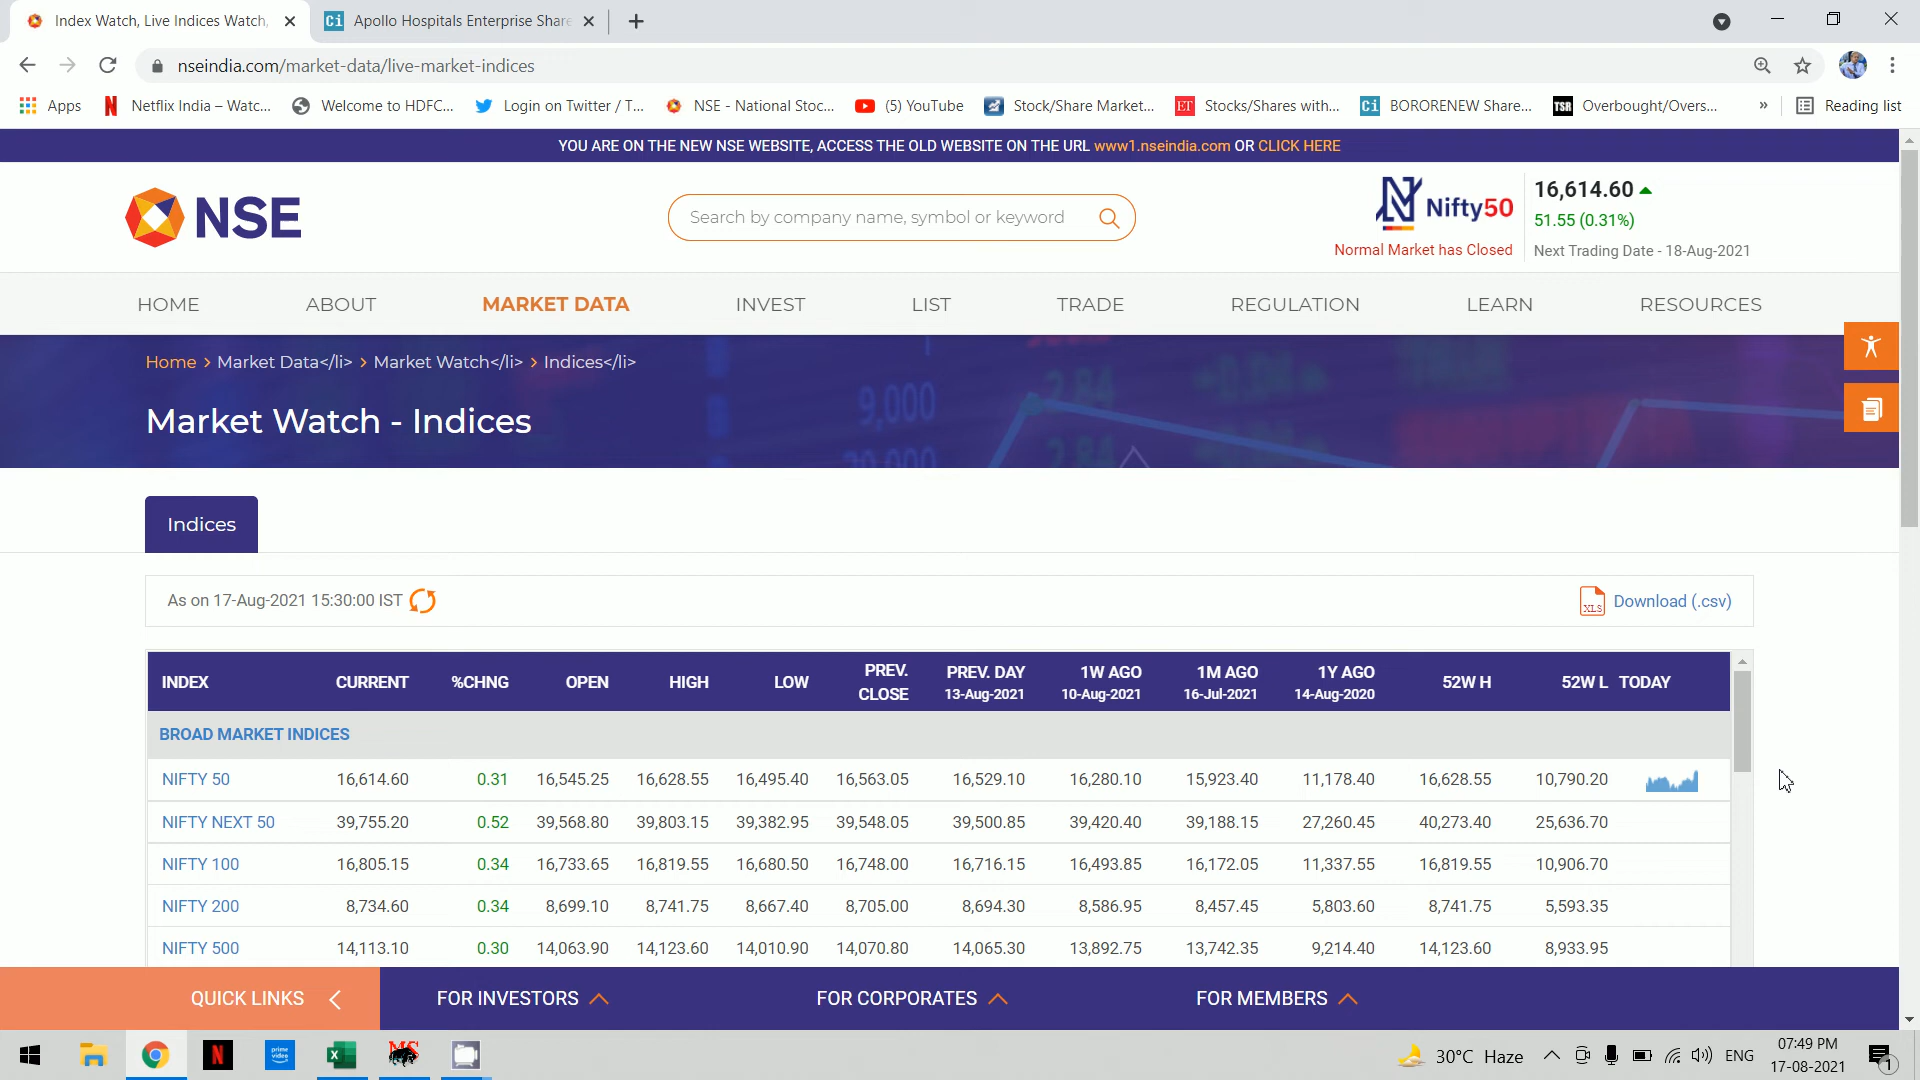 Index Watch, Live Indices Watch,
Apollo Hospitals Enterprise Share
nseindia.com/market-data/live-market-indices
Apps
Netflix India – Watc...
Welcome to HDFC...
Login on Twitter / T...
NSE - National Stoc...
(5) YouTube
Stock/Share Market...
ET
Stocks/Shares with...
Ci
BORORENEW Share...
TSR
Overbought/Overs...
»
Reading list
YOU ARE ON THE NEW NSE WEBSITE, ACCESS THE OLD WEBSITE ON THE URL www1.nseindia.com OR CLICK HERE
NSE
Search by company name, symbol or keyword
Nifty50
16,614.60
51.55 (0.31%)
Normal Market has Closed
Next Trading Date - 18-Aug-2021
HOME ABOUT MARKET DATA INVEST LIST TRADE REGULATION LEARN RESOURCES
Home > Market Data</li> > Market Watch</li> > Indices</li>
Market Watch - Indices
Indices
As on 17-Aug-2021 15:30:00 IST
XLS
Download (.csv)
INDEX CURRENT %CHNG OPEN HIGH LOW PREV. CLOSE PREV. DAY 13-Aug-2021 1W AGO 10-Aug-2021 1M AGO 16-Jul-2021 1Y AGO 14-Aug-2020 52W H 52W L TODAY
BROAD MARKET INDICES
NIFTY 50 16,614.60 0.31 16,545.25 16,628.55 16,495.40 16,563.05 16,529.10 16,280.10 15,923.40 11,178.40 16,628.55 10,790.20
NIFTY NEXT 50 39,755.20 0.52 39,568.80 39,803.15 39,382.95 39,548.05 39,500.85 39,420.40 39,188.15 27,260.45 40,273.40 25,636.70
NIFTY 100 16,805.15 0.34 16,733.65 16,819.55 16,680.50 16,748.00 16,716.15 16,493.85 16,172.05 11,337.55 16,819.55 10,906.70
NIFTY 200 8,734.60 0.34 8,699.10 8,741.75 8,667.40 8,705.00 8,694.30 8,586.95 8,457.45 5,803.60 8,741.75 5,593.35
NIFTY 500 14,113.10 0.30 14,063.90 14,123.60 14,010.90 14,070.80 14,065.30 13,892.75 13,742.35 9,214.40 14,123.60 8,933.95
QUICK LINKS FOR INVESTORS FOR CORPORATES FOR MEMBERS
30°C Haze
ENG
07:49 PM
17-08-2021
1